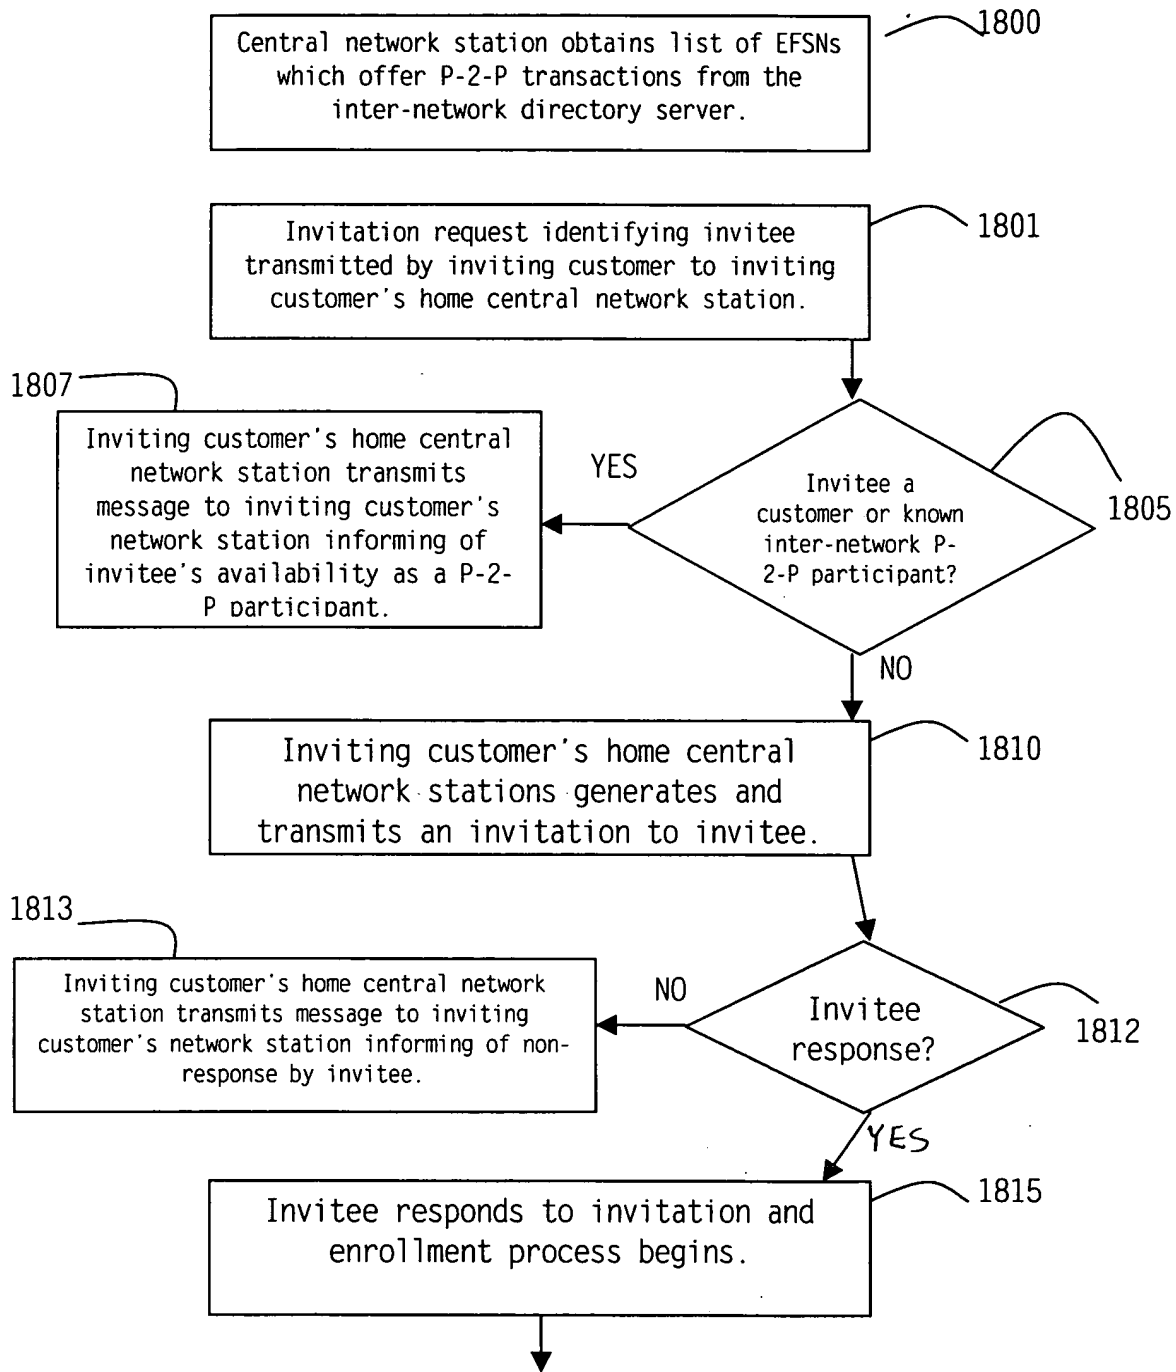 1800
Central network station obtains list of EFSNs
which offer P-2-P transactions from the
inter-network directory server.
1801
Invitation request identifying invitee
transmitted by inviting customer to inviting
customer's home central network station.
1807
Inviting customer's home central
network station transmits
message to inviting customer's
network station informing of
invitee's availability as a P-2-
P participant.
YES
Invitee a
customer or known
inter-network P-
2-P participant?
1805
NO
1810
Inviting customer's home central
network stations generates and
transmits an invitation to invitee.
1813
Inviting customer's home central network
station transmits message to inviting
customer's network station informing of non-
response by invitee.
NO
Invitee
response?
1812
YES
1815
Invitee responds to invitation and
enrollment process begins.